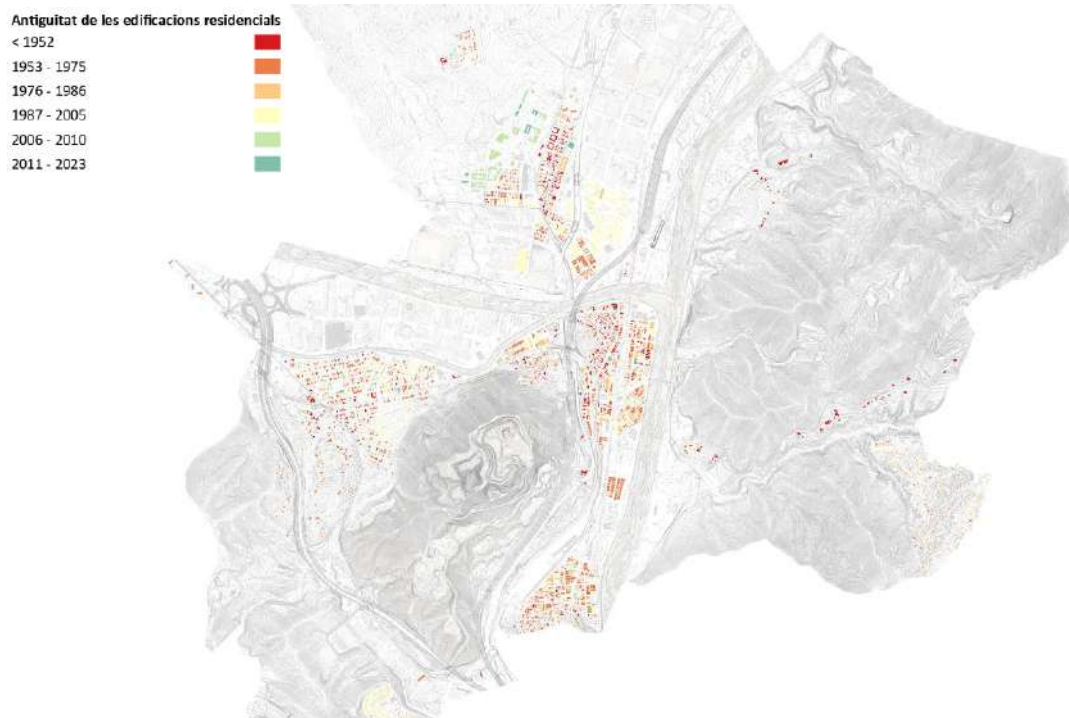 Antiguitat de les edificacions residencials
< 1952
1953 - 1975
1976 - 1986
1987 - 2005
2006 - 2010
2011 - 2023